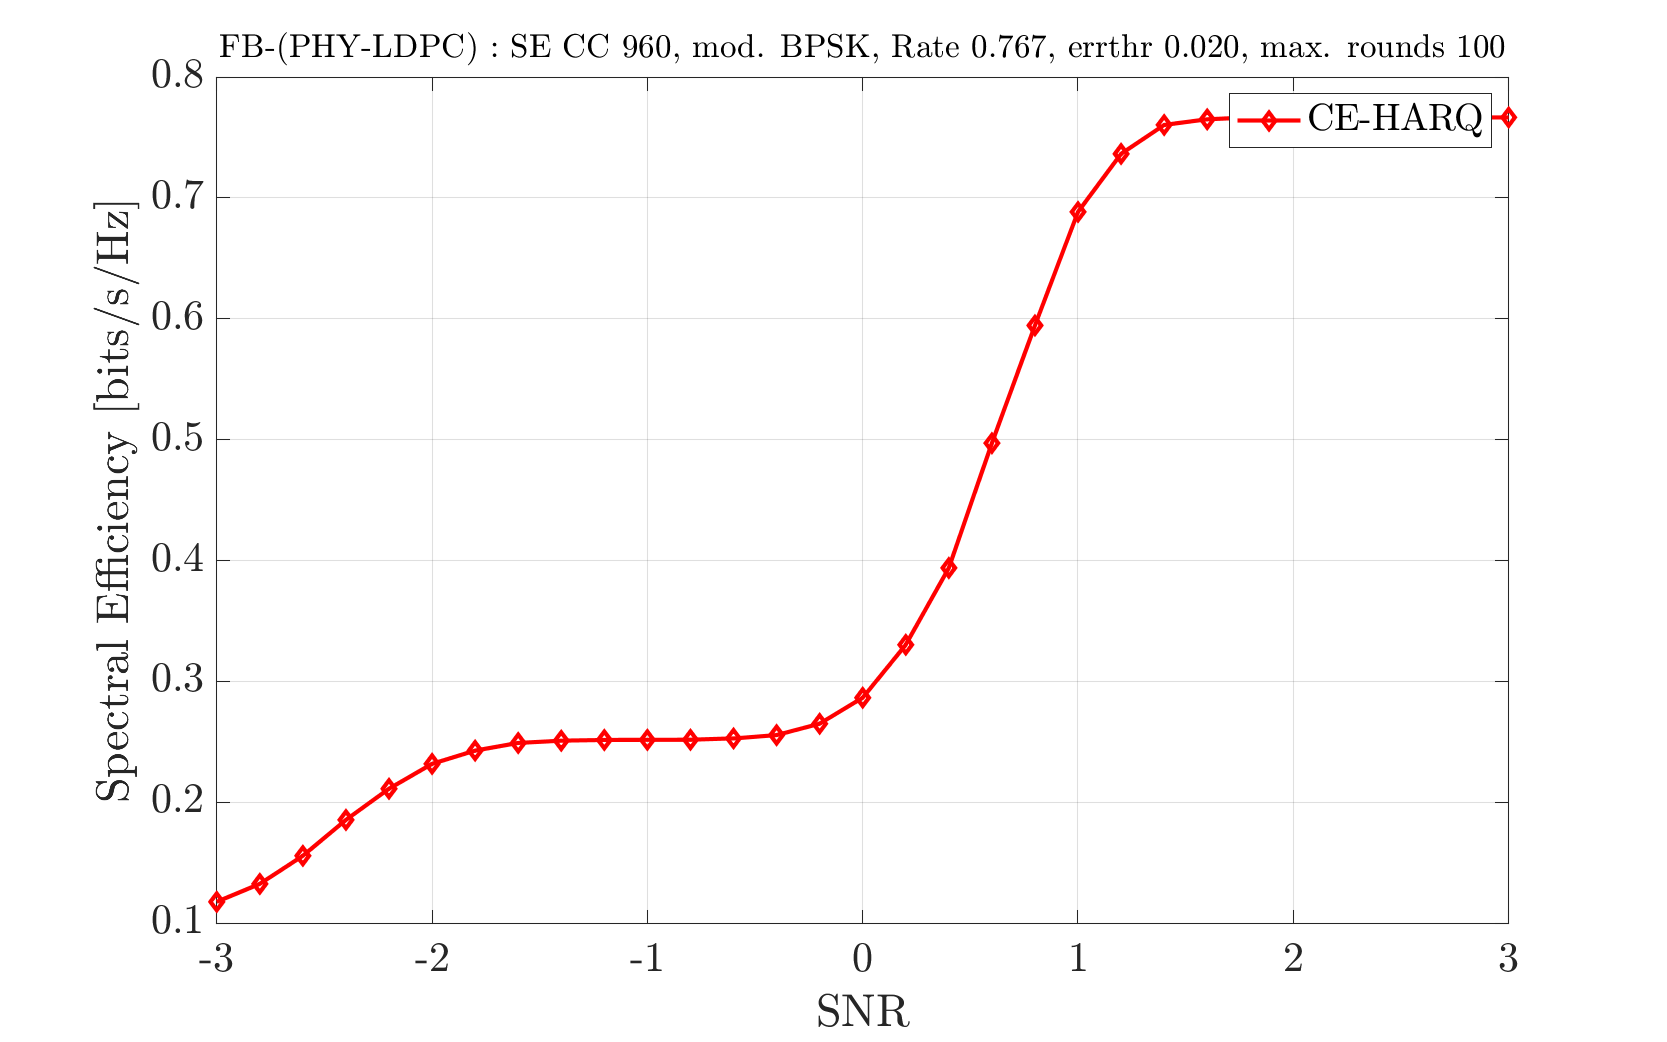 FB-(PHY-LDPC) : SE CC 960, mod. BPSK, Rate 0.767, errthr 0.020, max. rounds 100
CE-HARQ
Spectral Efficiency [bits/s/Hz]
0.8
0.7
0.6
0.5
0.4
0.3
0.2
0.1
-3 -2 -1 0 1 2 3
SNR